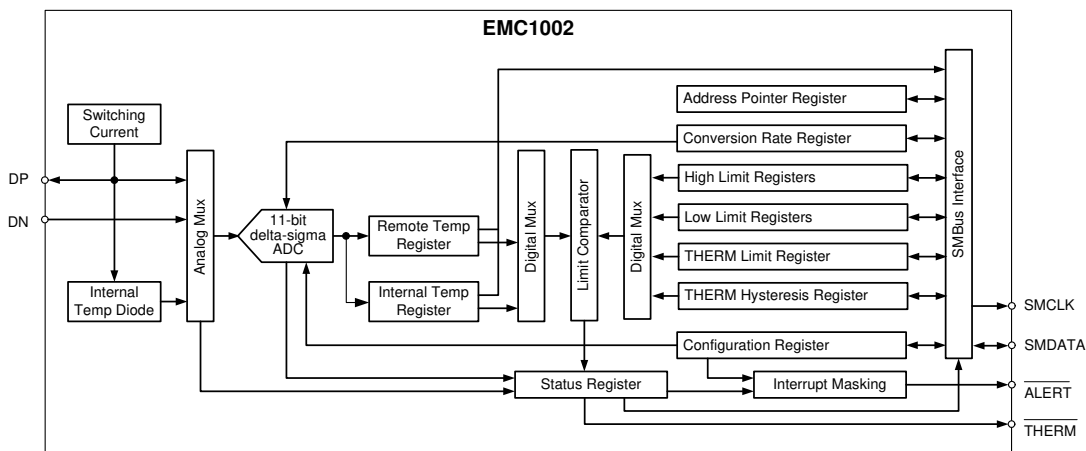 EMC1002
Switching
Current
DP
DN
Internal
Temp Diode
Analog Mux
11-bit
delta-sigma
ADC
Remote Temp
Register
Internal Temp
Register
Digital Mux
Limit Comparator
Digital Mux
Address Pointer Register
Conversion Rate Register
High Limit Registers
Low Limit Registers
THERM Limit Register
THERM Hysteresis Register
Configuration Register
Status Register
Interrupt Masking
SMBus Interface
SMCLK
SMDATA
ALERT
THERM